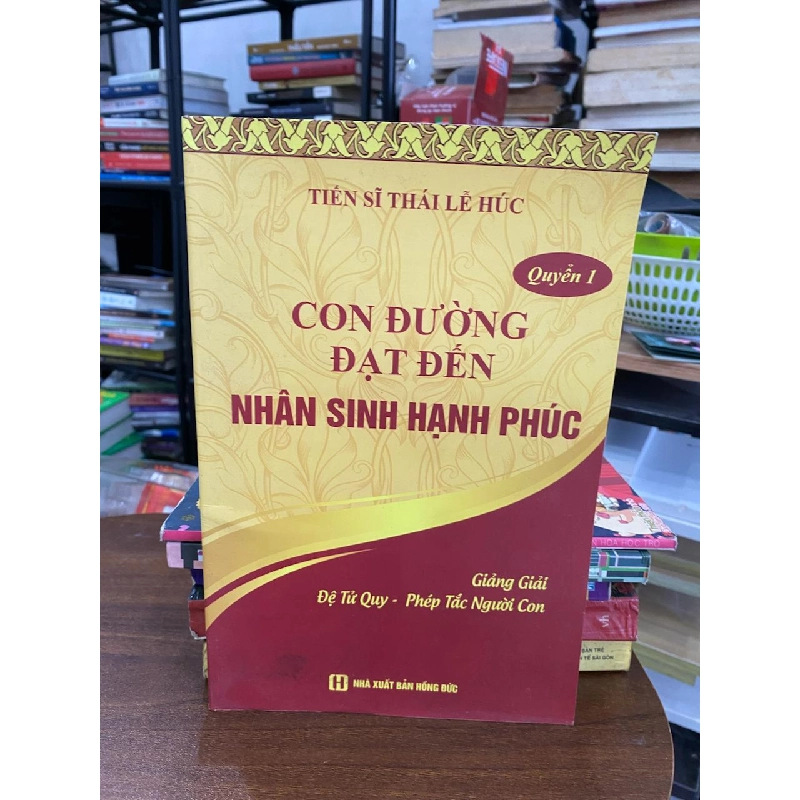 TIẾN SĨ THÁI LỄ HÚC
Quyển 1
CON ĐƯỜNG
ĐẠT ĐẾN
NHÂN SINH HẠNH PHÚC
Giảng Giải
Đệ Tử Quy - Phép Tắc Người Con
H NHÀ XUẤT BẢN HỒNG ĐỨC